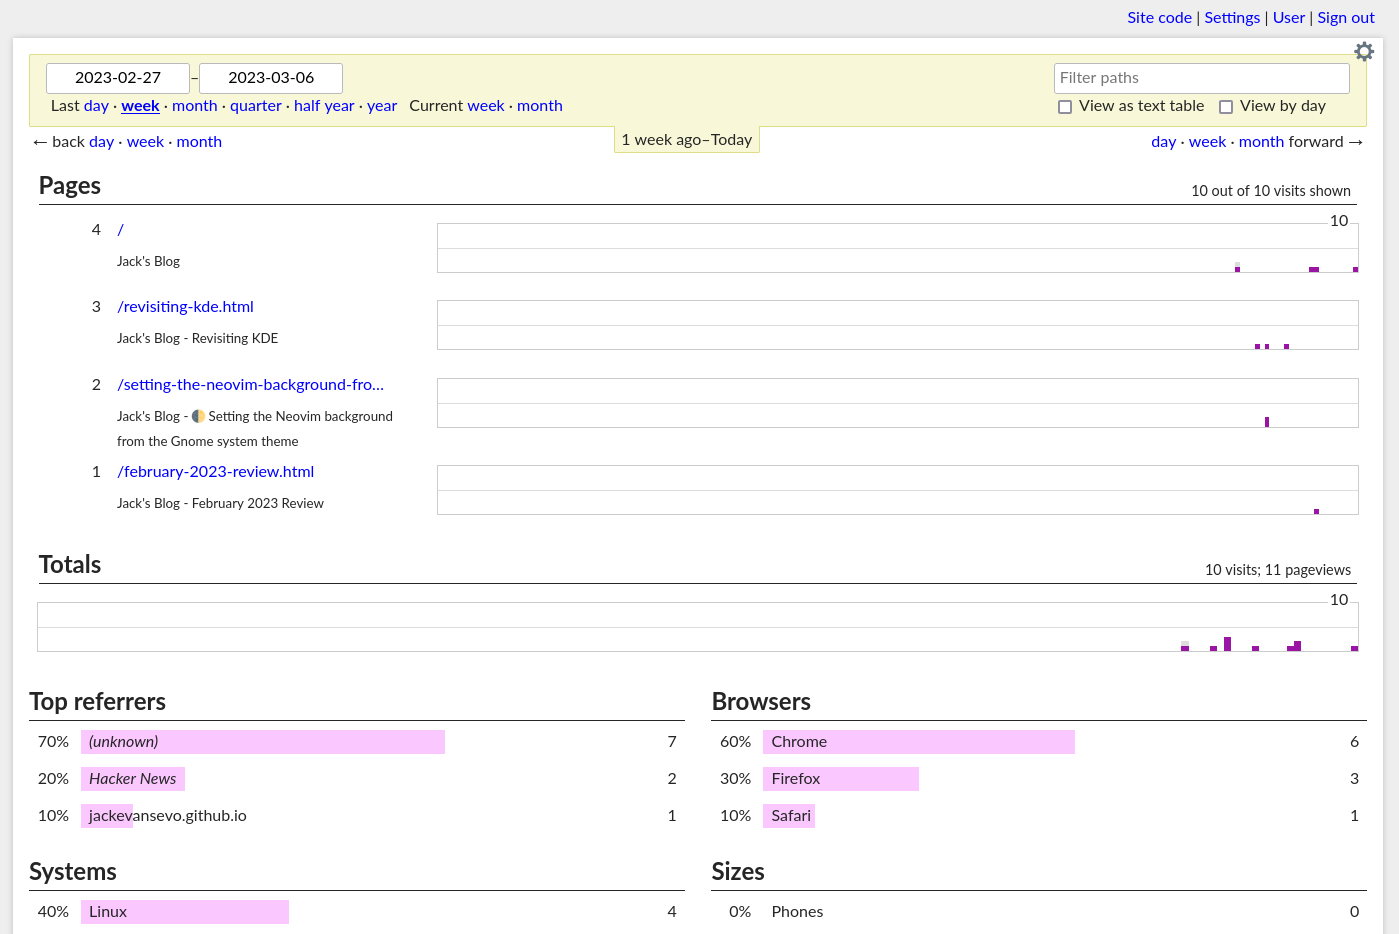 Site code | Settings | User | Sign out
2023-02-27 – 2023-03-06
Filter paths
Last day · week · month · quarter · half year · year Current week · month
View as text table View by day
← back day · week · month
1 week ago–Today
day · week · month forward →
Pages
10 out of 10 visits shown
10
4 /
Jack's Blog
3 /revisiting-kde.html
Jack's Blog - Revisiting KDE
2 /setting-the-neovim-background-fro…
Jack's Blog - 🌓 Setting the Neovim background
from the Gnome system theme
1 /february-2023-review.html
Jack's Blog - February 2023 Review
Totals
10 visits; 11 pageviews
10
Top referrers
70% (unknown) 7
20% Hacker News 2
10% jackevansevo.github.io 1
Browsers
60% Chrome 6
30% Firefox 3
10% Safari 1
Systems
40% Linux 4
Sizes
0% Phones 0